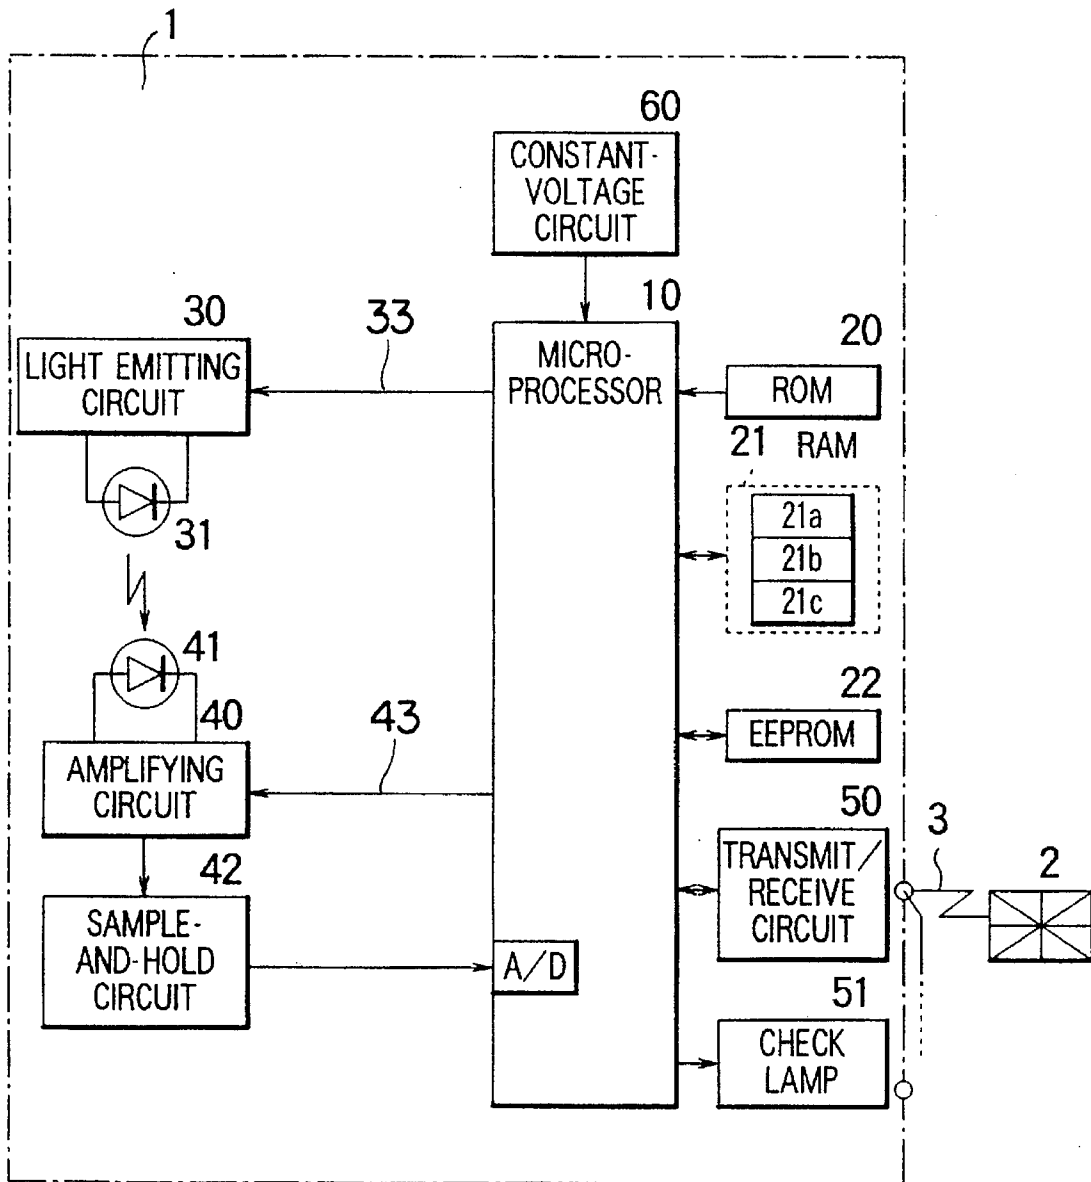 1
60
CONSTANT-
VOLTAGE
CIRCUIT
30
33
10
20
LIGHT EMITTING
CIRCUIT
MICRO-
PROCESSOR
ROM
21
RAM
31
21a
21b
21c
41
40
43
22
EEPROM
AMPLIFYING
CIRCUIT
50
3
2
42
TRANSMIT/
RECEIVE
CIRCUIT
SAMPLE-
AND-HOLD
CIRCUIT
A/D
51
CHECK
LAMP